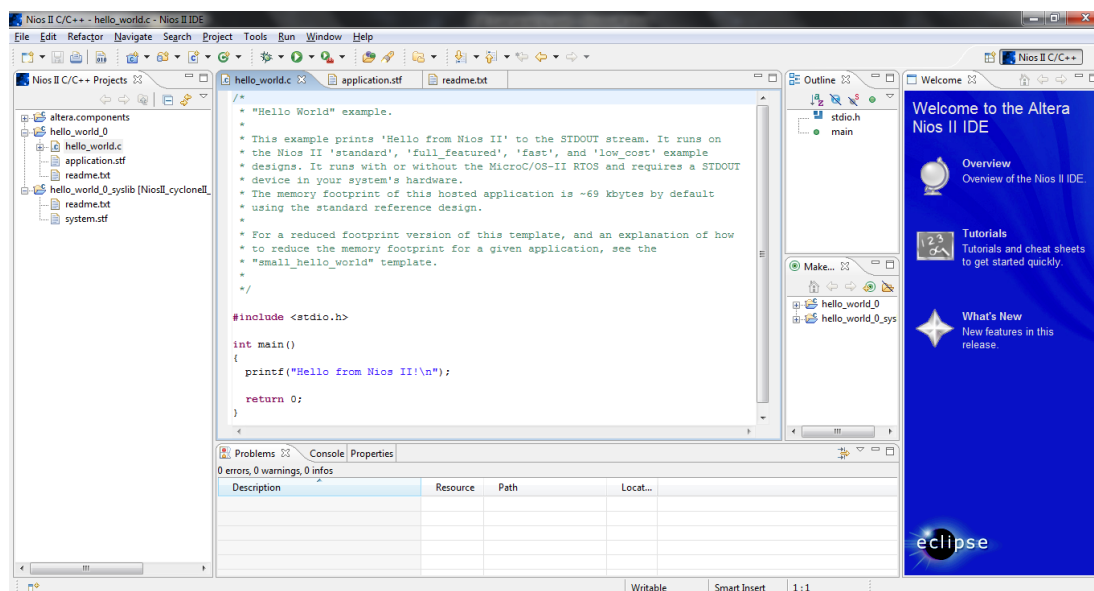 Nios II C/C++ - hello_world.c - Nios II IDE
File Edit Refactor Navigate Search Project Tools Run Window Help
Nios II C/C++
Nios II C/C++ Projects
altera.components
hello_world_0
hello_world.c
application.stf
readme.txt
hello_world_0_syslib [NiosII_cycloneII_
readme.txt
system.stf
hello_world.c application.stf readme.txt
/*
* "Hello World" example.
*
* This example prints 'Hello from Nios II' to the STDOUT stream. It runs on
* the Nios II 'standard', 'full_featured', 'fast', and 'low_cost' example
* designs. It runs with or without the MicroC/OS-II RTOS and requires a STDOUT
* device in your system's hardware.
* The memory footprint of this hosted application is ~69 kbytes by default
* using the standard reference design.
*
* For a reduced footprint version of this template, and an explanation of how
* to reduce the memory footprint for a given application, see the
* "small_hello_world" template.
*
*/
#include <stdio.h>
int main()
{
printf("Hello from Nios II!\n");
return 0;
}
Outline
stdio.h
main
Make...
hello_world_0
hello_world_0_sys
Welcome
Welcome to the Altera
Nios II IDE
Overview
Overview of the Nios II IDE.
Tutorials
Tutorials and cheat sheets
to get started quickly.
What's New
New features in this
release.
eclipse
Problems Console Properties
0 errors, 0 warnings, 0 infos
Description Resource Path Locat...
Writable Smart Insert 1 : 1